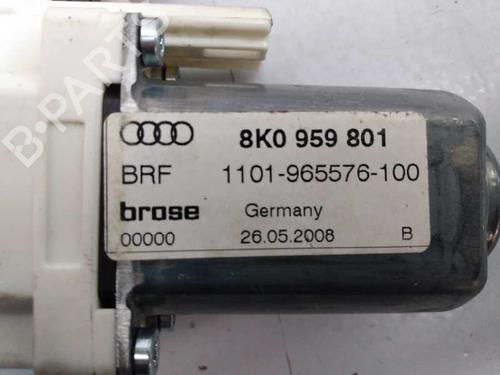 8K0 959 801
BRF 1101-965576-100
brose Germany
00000 26.05.2008 B
B-PARTS